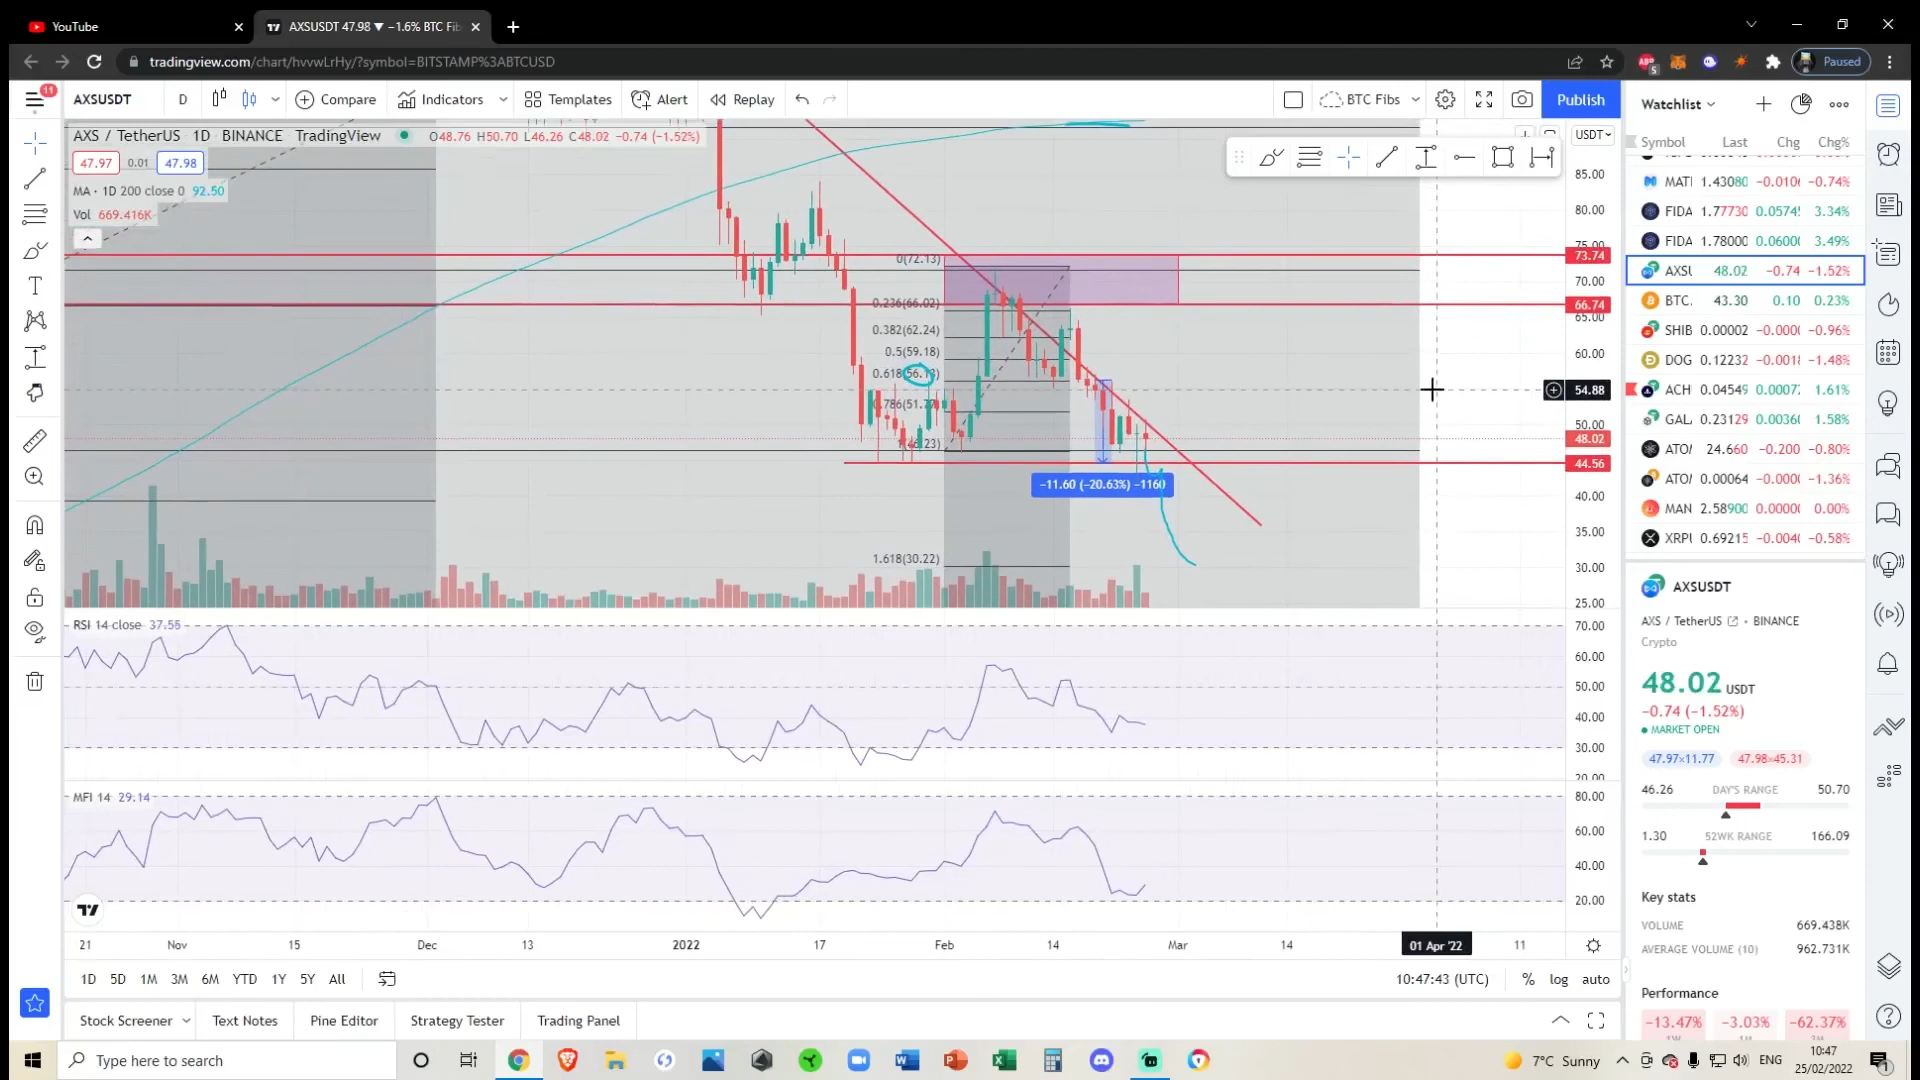 YouTube
AXSUSDT 47.98 ▼ −1.6% BTC Fib
tradingview.com/chart/hvvwLrHy/?symbol=BITSTAMP%3ABTCUSD
Paused
11
AXSUSDT
D
Compare
Indicators
Templates
Alert
Replay
BTC Fibs
Publish
AXS / TetherUS 1D BINANCE TradingView
O48.76 H50.70 L46.26 C48.02 −0.74 (−1.52%)
47.97
0.01
47.98
MA 1D 200 close 0 92.50
Vol 669.416K
USDT
85.00
80.00
75.00
73.74
70.00
66.74
65.00
60.00
54.88
50.00
48.02
44.56
40.00
35.00
30.00
25.00
0(72.13)
0.236(66.02)
0.382(62.24)
0.5(59.18)
0.618(56.13)
−11.60 (−20.63%) −1160
1.618(30.22)
RSI 14 close 37.55
70.00
60.00
50.00
40.00
30.00
20.00
MFI 14 29.14
80.00
60.00
40.00
20.00
21 Nov 15 Dec 13 2022 17 Feb 14 Mar 14 01 Apr '22 11
1D 5D 1M 3M 6M YTD 1Y 5Y All
10:47:43 (UTC)
% log auto
Stock Screener
Text Notes
Pine Editor
Strategy Tester
Trading Panel
Watchlist
Symbol Last Chg Chg%
MATI 1.43080 −0.010 −0.74%
FIDA 1.77730 0.05745 3.34%
FIDA 1.78000 0.06000 3.49%
AXSU 48.02 −0.74 −1.52%
BTC. 43.30 0.10 0.23%
SHIB 0.00002 −0.000 −0.96%
DOG 0.12232 −0.001 −1.48%
ACH 0.04549 0.00077 1.61%
GAL 0.23129 0.00360 1.58%
ATO 24.660 −0.200 −0.80%
ATO 0.00064 −0.000 −1.36%
MAN 2.58900 0.00000 0.00%
XRPU 0.69215 −0.004 −0.58%
AXSUSDT
AXS / TetherUS • BINANCE
Crypto
48.02 USDT
−0.74 (−1.52%)
MARKET OPEN
47.97×11.77
47.98×45.31
46.26 DAY'S RANGE 50.70
1.30 52WK RANGE 166.09
Key stats
VOLUME 669.438K
AVERAGE VOLUME (10) 962.731K
Performance
−13.47% −3.03% −62.37%
Type here to search
7°C Sunny
ENG
10:47
25/02/2022